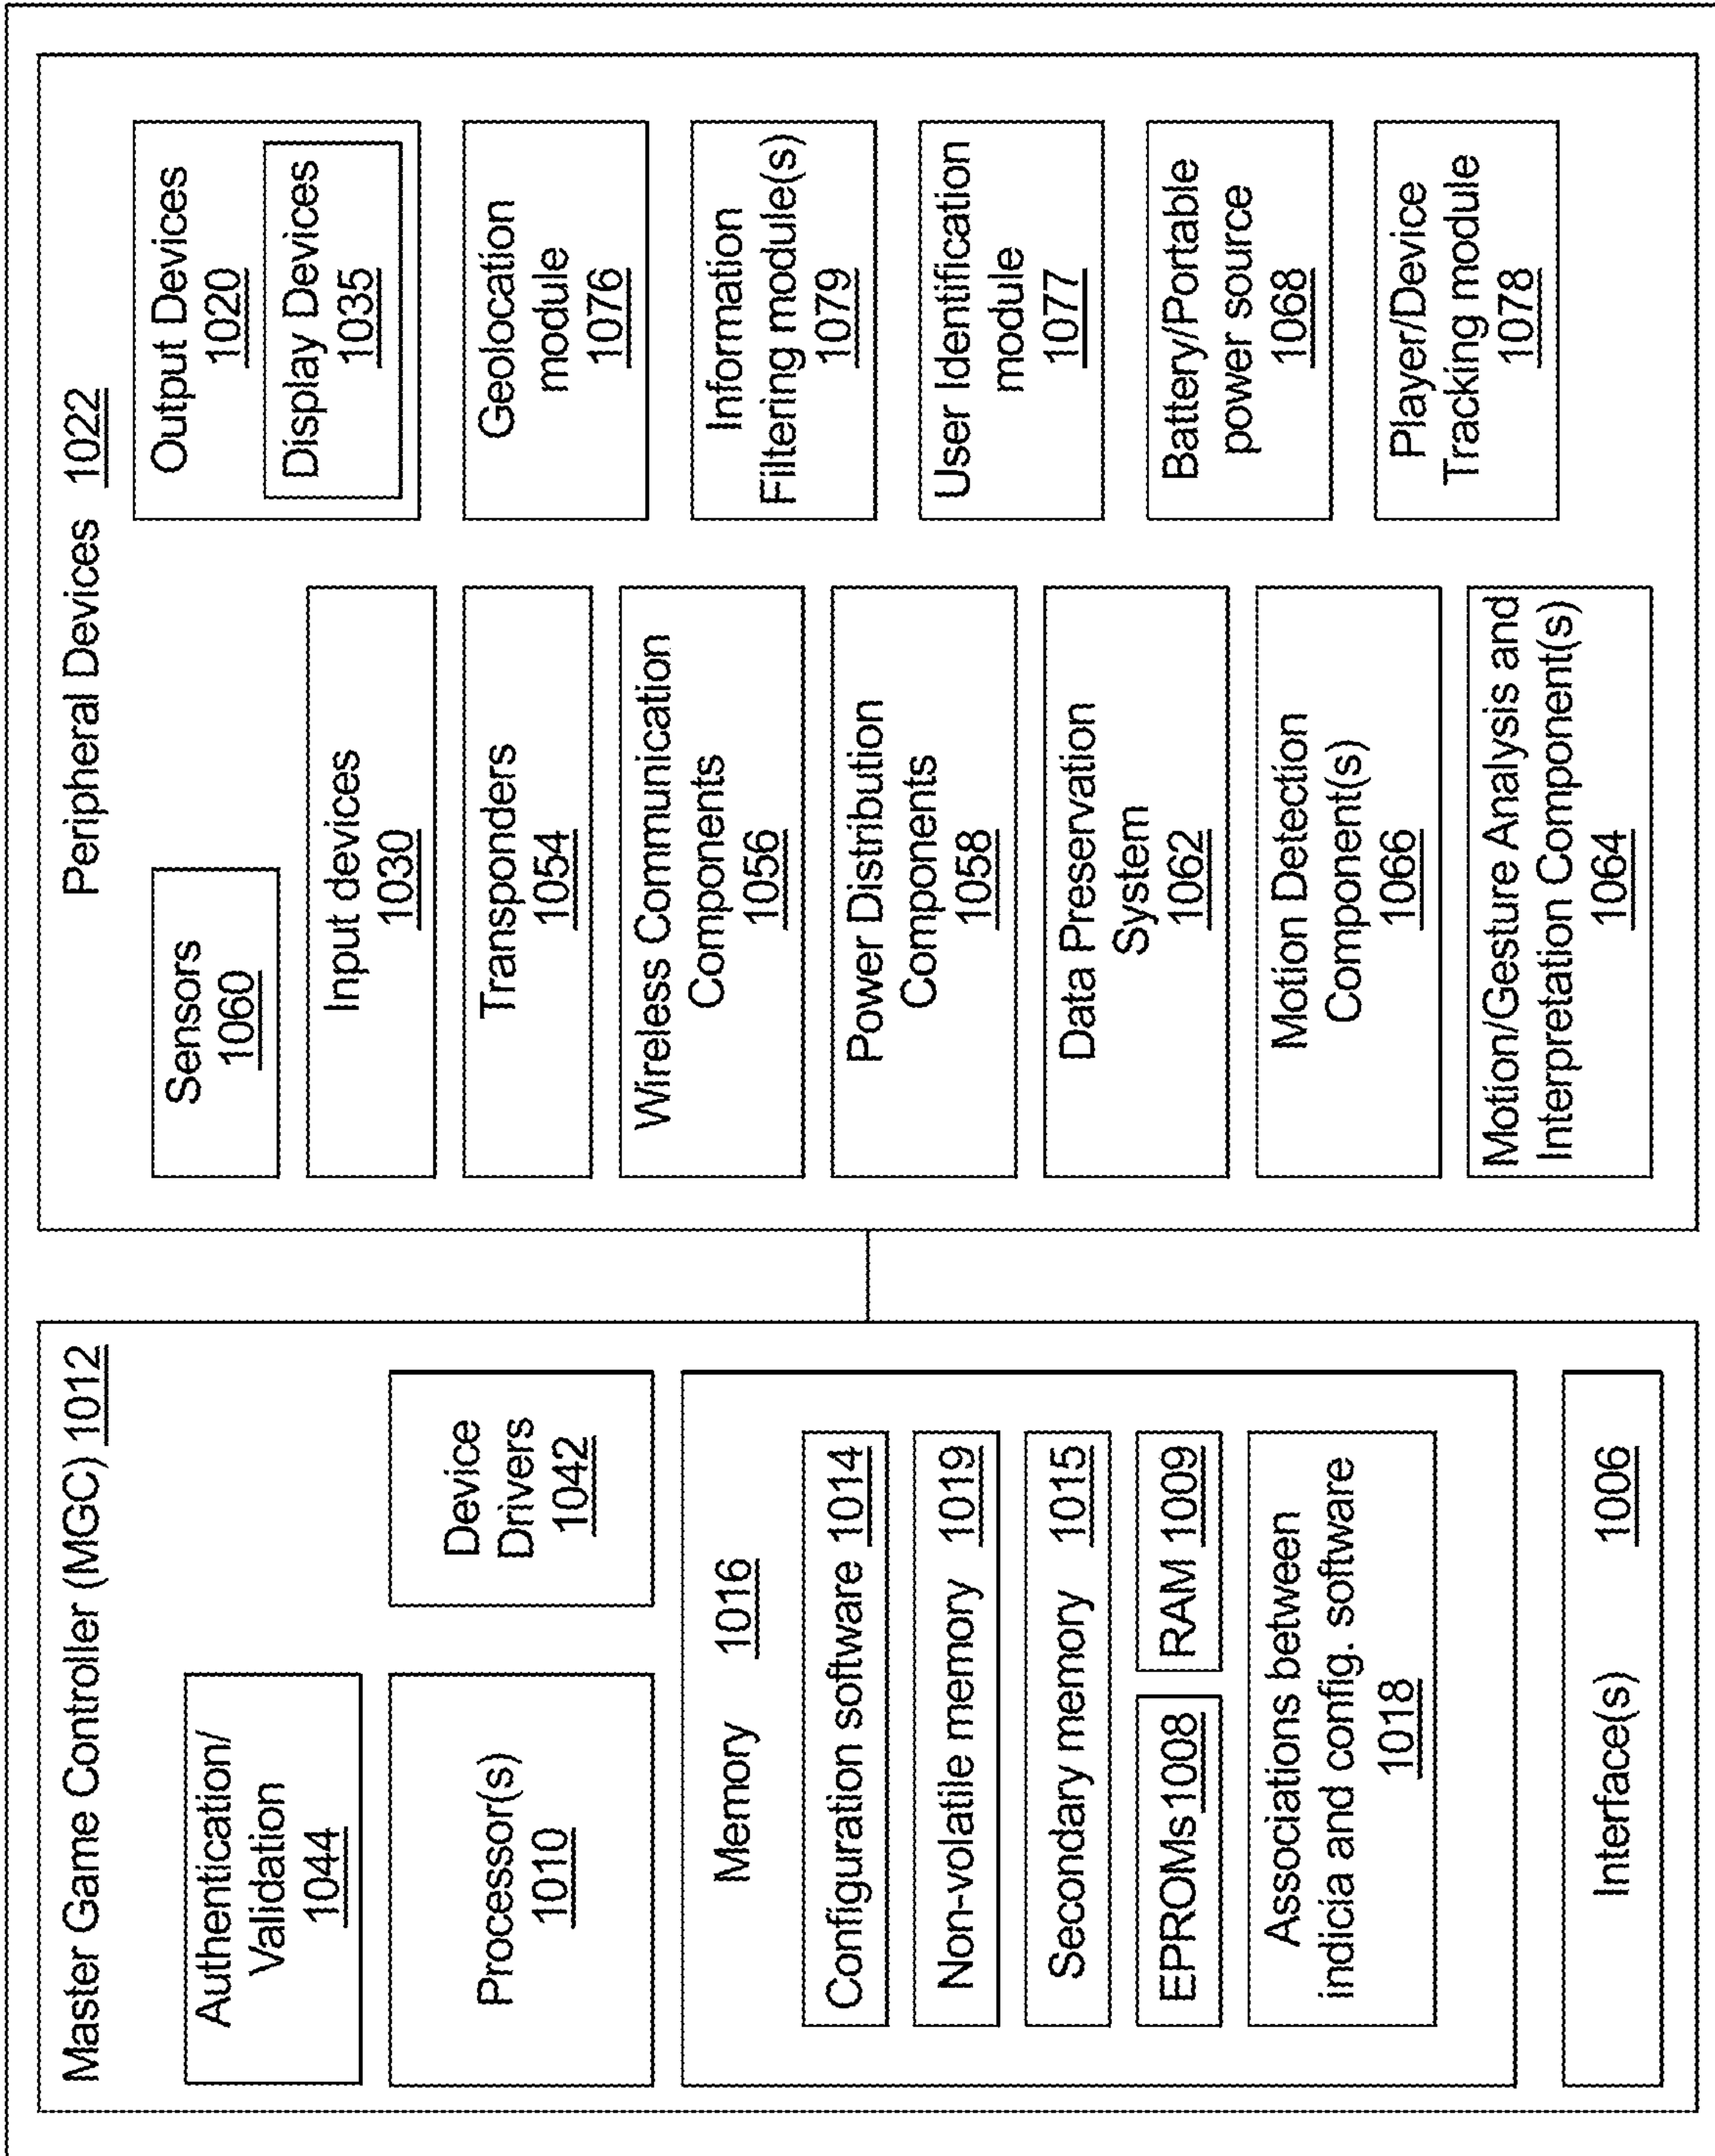 Master Game Controller (MGC) 1012
Authentication/
Validation
1044
Processor(s)
1010
Device
Drivers
1042
Memory 1016
Configuration software 1014
Non-volatile memory 1019
Secondary memory 1015
EPROMs 1008
RAM 1009
Associations between
indicia and config. software
1018
Interface(s) 1006
Peripheral Devices 1022
Sensors
1060
Input devices
1030
Transponders
1054
Wireless Communication
Components
1056
Power Distribution
Components
1058
Data Preservation
System
1062
Motion Detection
Component(s)
1066
Motion/Gesture Analysis and
Interpretation Component(s)
1064
Output Devices
1020
Display Devices
1035
Geolocation
module
1076
Information
Filtering module(s)
1079
User Identification
module
1077
Battery/Portable
power source
1068
Player/Device
Tracking module
1078